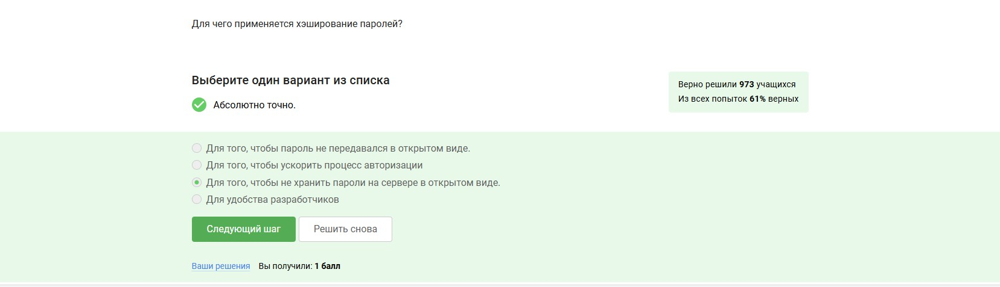 Для чего применяется хэширование паролей?
Выберите один вариант из списка
Абсолютно точно.
Верно решили 973 учащихся
Из всех попыток 61% верных
Для того, чтобы пароль не передавался в открытом виде.
Для того, чтобы ускорить процесс авторизации
Для того, чтобы не хранить пароли на сервере в открытом виде.
Для удобства разработчиков
Следующий шаг
Решить снова
Ваши решения Вы получили: 1 балл